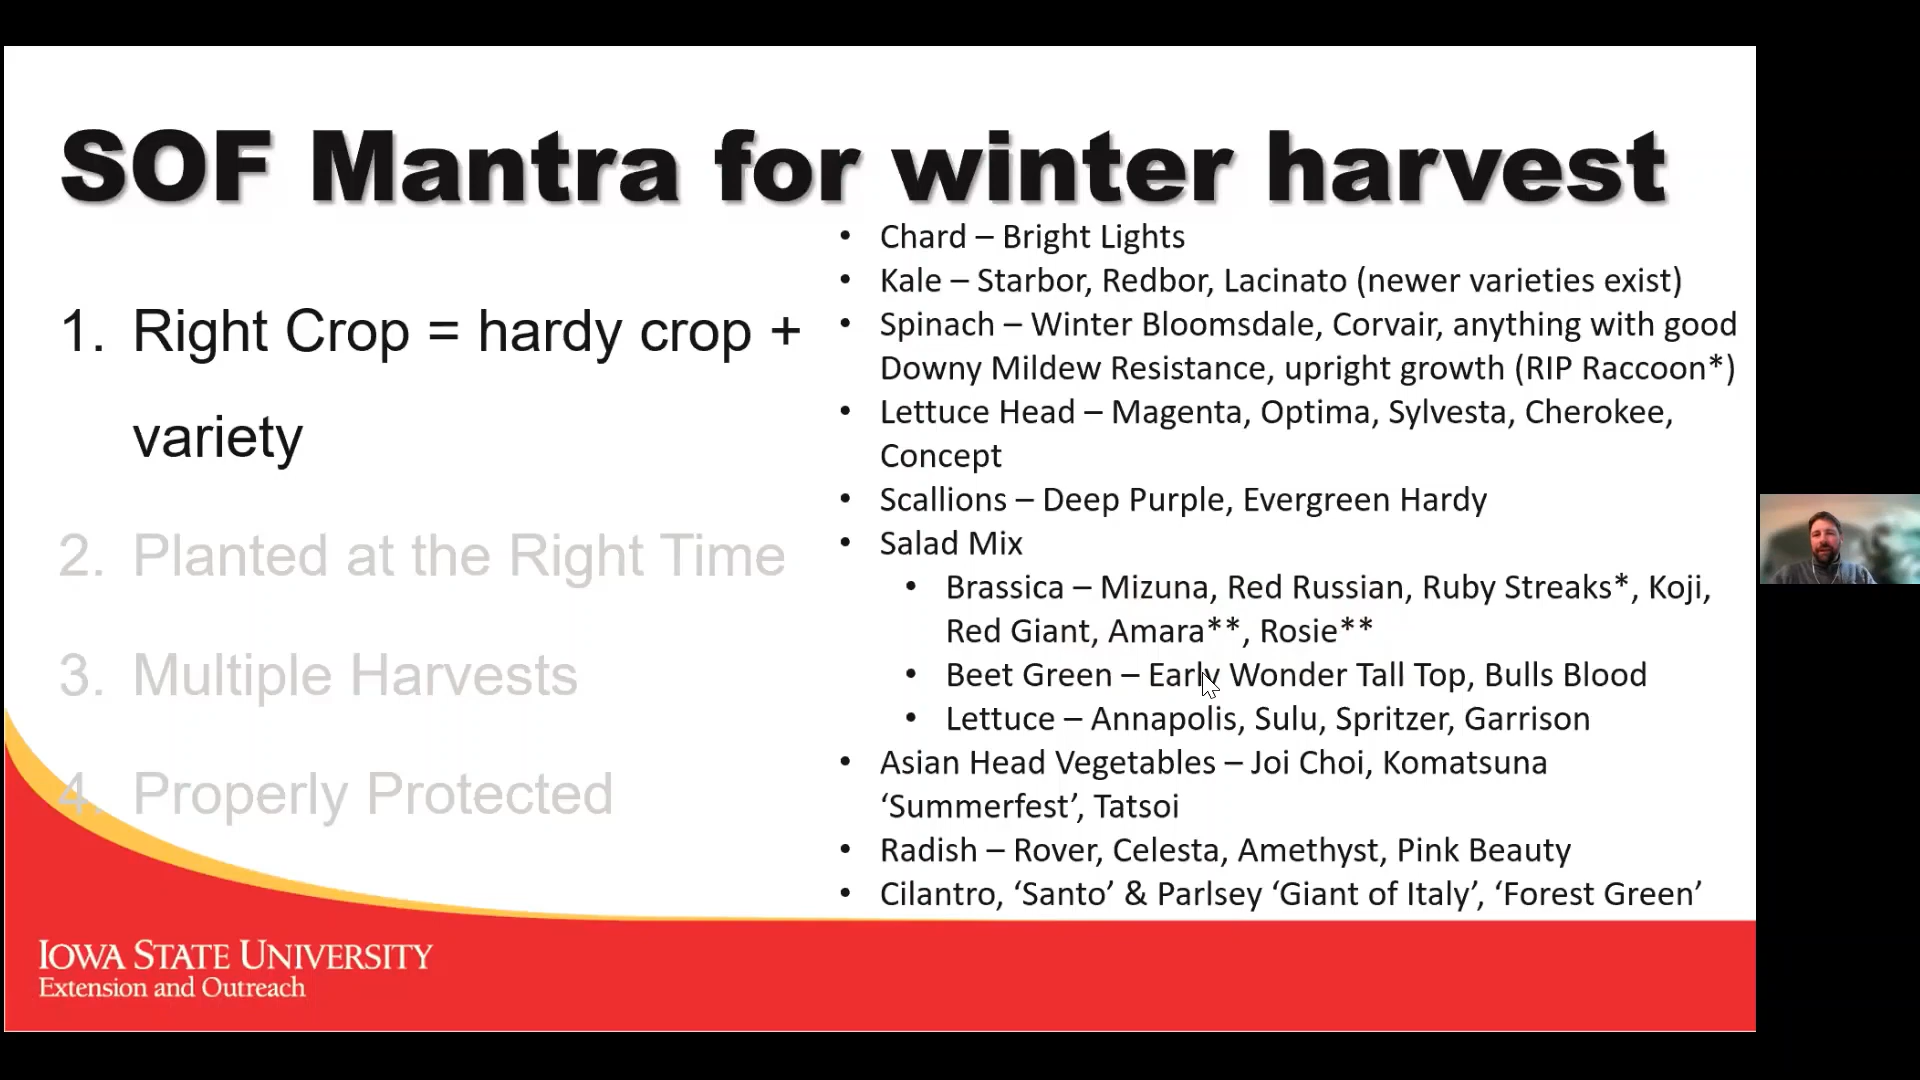 SOF Mantra for winter harvest
1. Right Crop = hardy crop +
variety
2. Planted at the Right Time
3. Multiple Harvests
4. Properly Protected
• Chard – Bright Lights
• Kale – Starbor, Redbor, Lacinato (newer varieties exist)
• Spinach – Winter Bloomsdale, Corvair, anything with good
Downy Mildew Resistance, upright growth (RIP Raccoon*)
• Lettuce Head – Magenta, Optima, Sylvesta, Cherokee,
Concept
• Scallions – Deep Purple, Evergreen Hardy
• Salad Mix
• Brassica – Mizuna, Red Russian, Ruby Streaks*, Koji,
Red Giant, Amara**, Rosie**
• Beet Green – Early Wonder Tall Top, Bulls Blood
• Lettuce – Annapolis, Sulu, Spritzer, Garrison
• Asian Head Vegetables – Joi Choi, Komatsuna
‘Summerfest’, Tatsoi
• Radish – Rover, Celesta, Amethyst, Pink Beauty
• Cilantro, ‘Santo’ & Parlsey ‘Giant of Italy’, ‘Forest Green’
IOWA STATE UNIVERSITY
Extension and Outreach